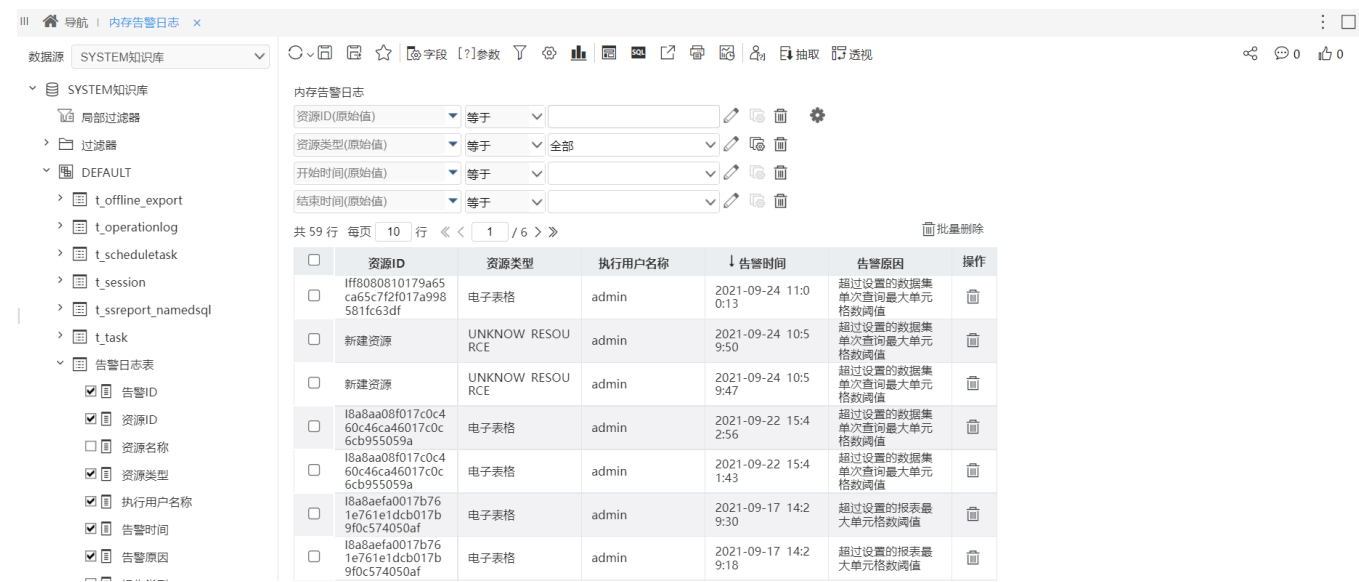 导航 内存告警日志 ×
数据源 SYSTEM知识库
字段 [?]参数 SQL 抽取 透视 0 0
SYSTEM知识库
局部过滤器
过滤器
DEFAULT
t_offline_export
t_operationlog
t_scheduletask
t_session
t_ssreport_namedsql
t_task
告警日志表
告警ID
资源ID
资源名称
资源类型
执行用户名称
告警时间
告警原因
内存告警日志
资源ID(原始值) 等于
资源类型(原始值) 等于 全部
开始时间(原始值) 等于
结束时间(原始值) 等于
共 59 行 每页 10 行 1 / 6 批量删除
资源ID 资源类型 执行用户名称 ↓告警时间 告警原因 操作
Iff8080810179a65
ca65c7f2f017a998
581fc63df
电子表格
admin
2021-09-24 11:0
0:13
超过设置的数据集
单次查询最大单元
格数阈值
新建资源
UNKNOW RESOU
RCE
admin
2021-09-24 10:5
9:50
超过设置的数据集
单次查询最大单元
格数阈值
新建资源
UNKNOW RESOU
RCE
admin
2021-09-24 10:5
9:47
超过设置的数据集
单次查询最大单元
格数阈值
I8a8aa08f017c0c4
60c46ca46017c0c
6cb955059a
电子表格
admin
2021-09-22 15:4
2:56
超过设置的数据集
单次查询最大单元
格数阈值
I8a8aa08f017c0c4
60c46ca46017c0c
6cb955059a
电子表格
admin
2021-09-22 15:4
1:43
超过设置的数据集
单次查询最大单元
格数阈值
I8a8aefa0017b76
1e761e1dcb017b
9f0c574050af
电子表格
admin
2021-09-17 14:2
9:30
超过设置的报表最
大单元格数阈值
I8a8aefa0017b76
1e761e1dcb017b
9f0c574050af
电子表格
admin
2021-09-17 14:2
9:18
超过设置的报表最
大单元格数阈值